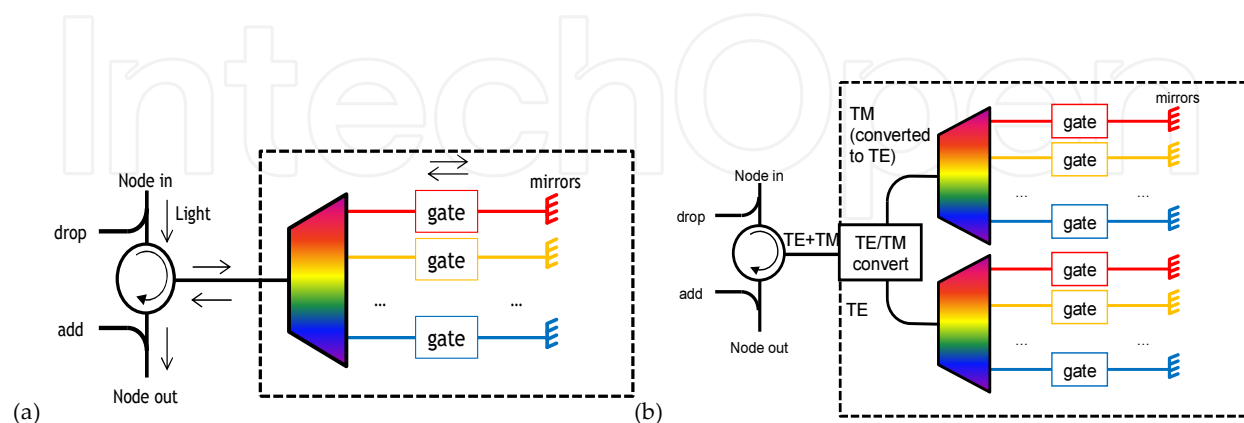 IntechOpen
Node in
Light
drop
add
Node out
(a)
mirrors
gate
gate
...
...
gate
Node in
drop
TE+TM
add
Node out
(b)
TM
(converted
to TE)
TE/TM
convert
TE
mirrors
gate
gate
...
...
gate
gate
gate
...
...
gate